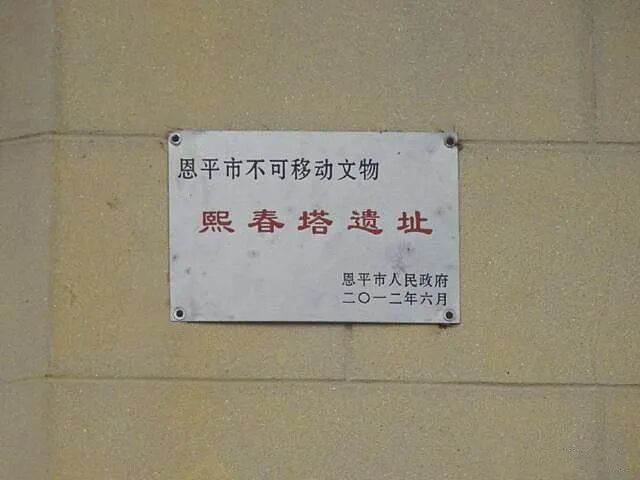 恩平市不可移动文物
熙春塔遗址
恩平市人民政府
二〇一二年六月